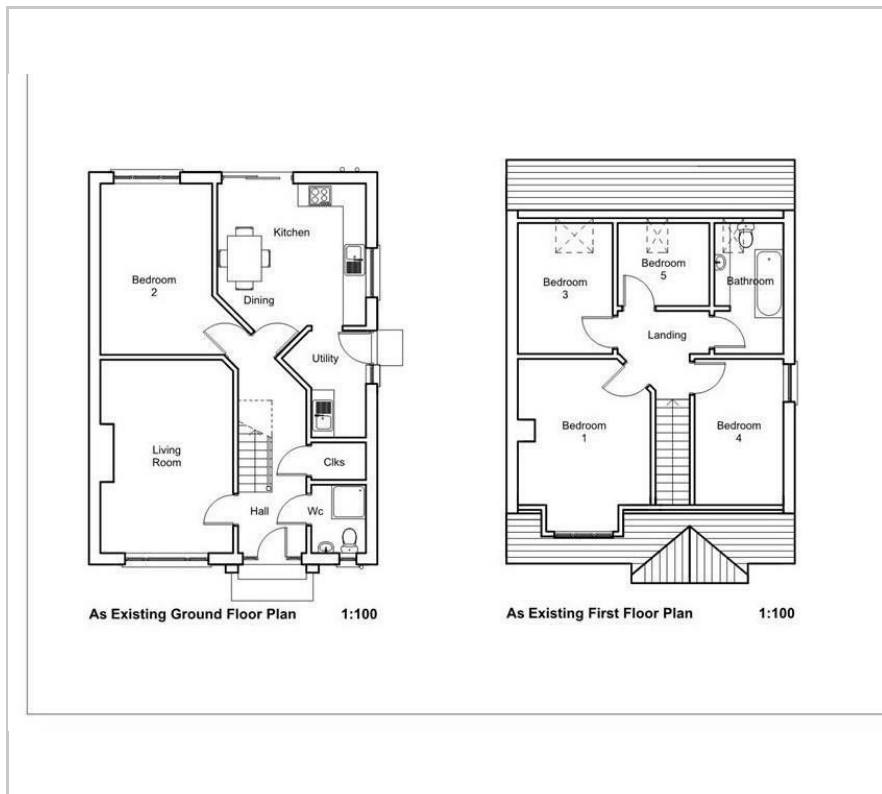 Kitchen
Bedroom
2
Dining
Utility
Living
Room
Clks
Hall
Wc
As Existing Ground Floor Plan 1:100
Bedroom
3
Bedroom
5
Bathroom
Landing
Bedroom
1
Bedroom
4
As Existing First Floor Plan 1:100